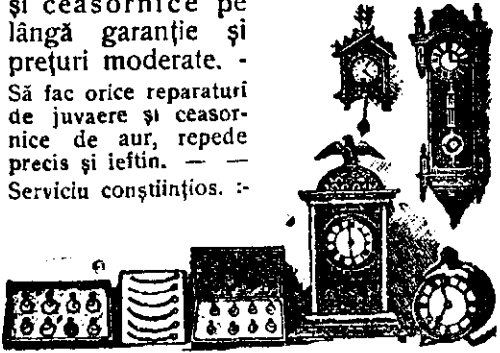 și ceasornice pe
lângă garanție și
prețuri moderate. -
Să fac orice reparaturi
de juvaere și ceasor-
nice de aur, repede
precis și ieftin. — —
Serviciu conștiințios. :-